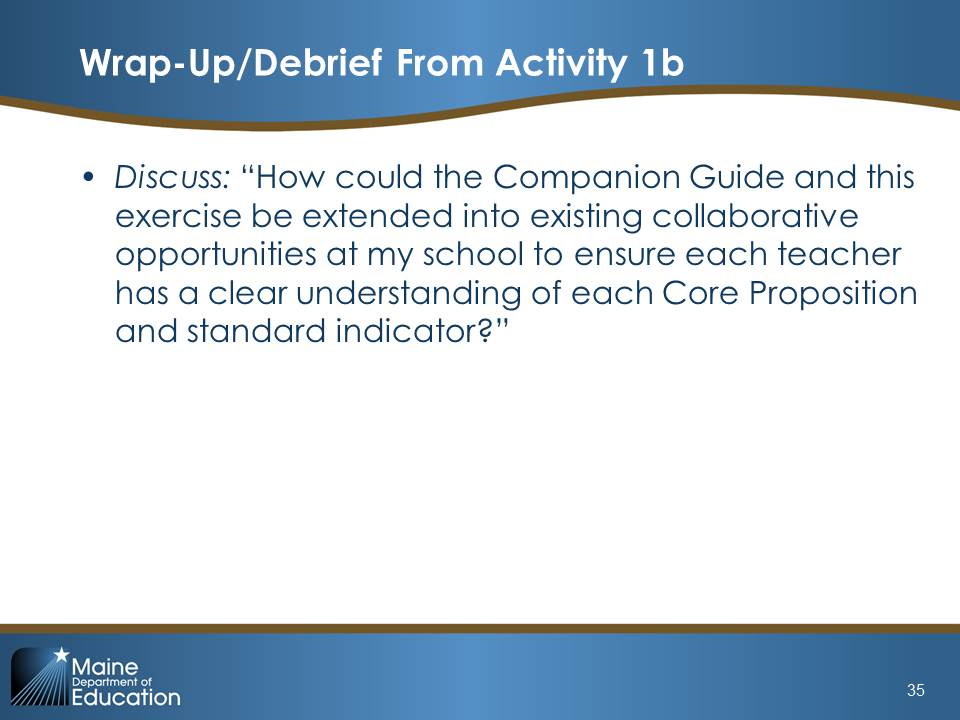 Wrap-Up/Debrief From Activity 1b
• Discuss: “How could the Companion Guide and this
exercise be extended into existing collaborative
opportunities at my school to ensure each teacher
has a clear understanding of each Core Proposition
and standard indicator?”
Maine
Department of
Education
35